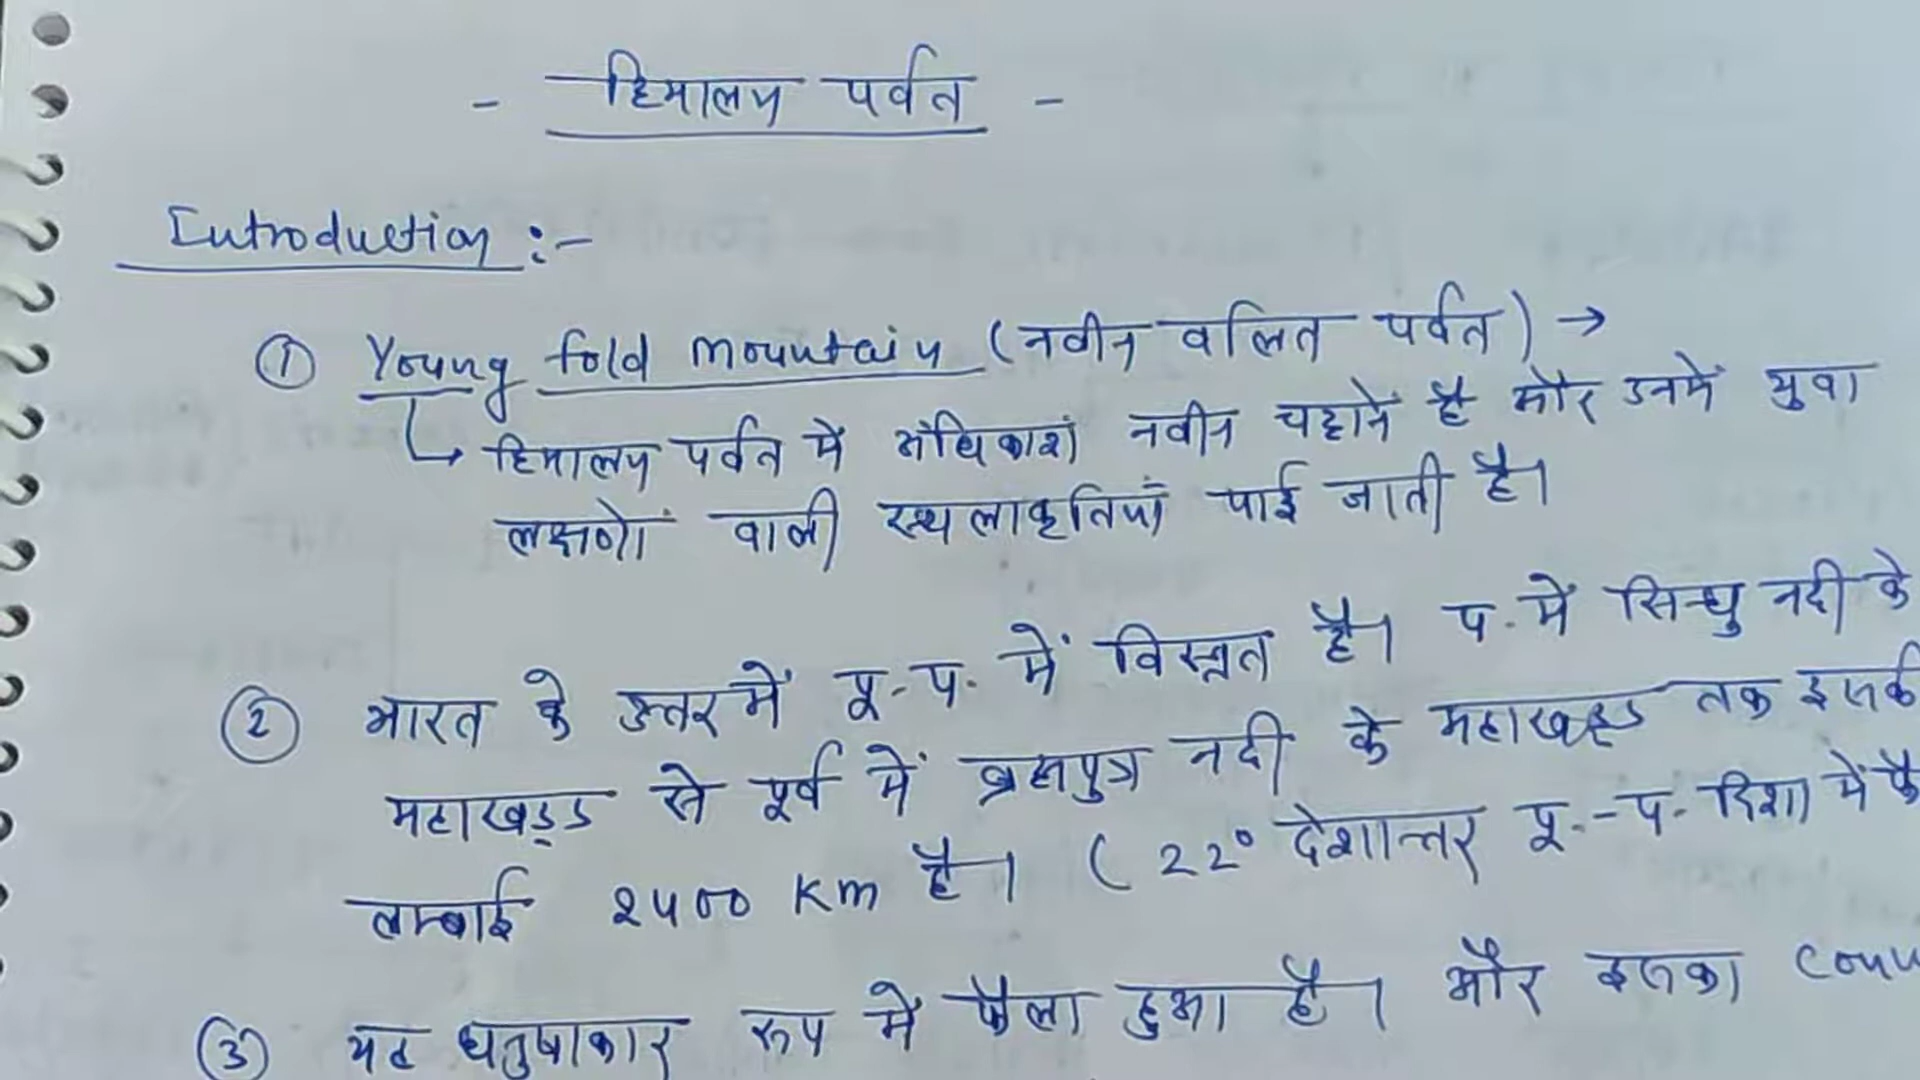 - हिमालय पर्वत -
Introduction :-
① Young fold mountain (नवीन वलित पर्वत) →
↳ हिमालय पर्वत में अधिकाशं नवीन चट्टाने है और उनमें युवा
लक्षणों वाली स्थलाकृतियाँ पाई जाती है।
② भारत के उत्तर में पू.-प. में विस्तृत है। प. में सिन्धु नदी के
महाखड्ड से पूर्व में ब्रह्मपुत्र नदी के महाखड्ड तक इसकी
लम्बाई 2400 km है। ( 22° देशान्तर पू.-प. दिशा में
③ यह धनुषाकार रूप में फैला हुआ है। और इसका